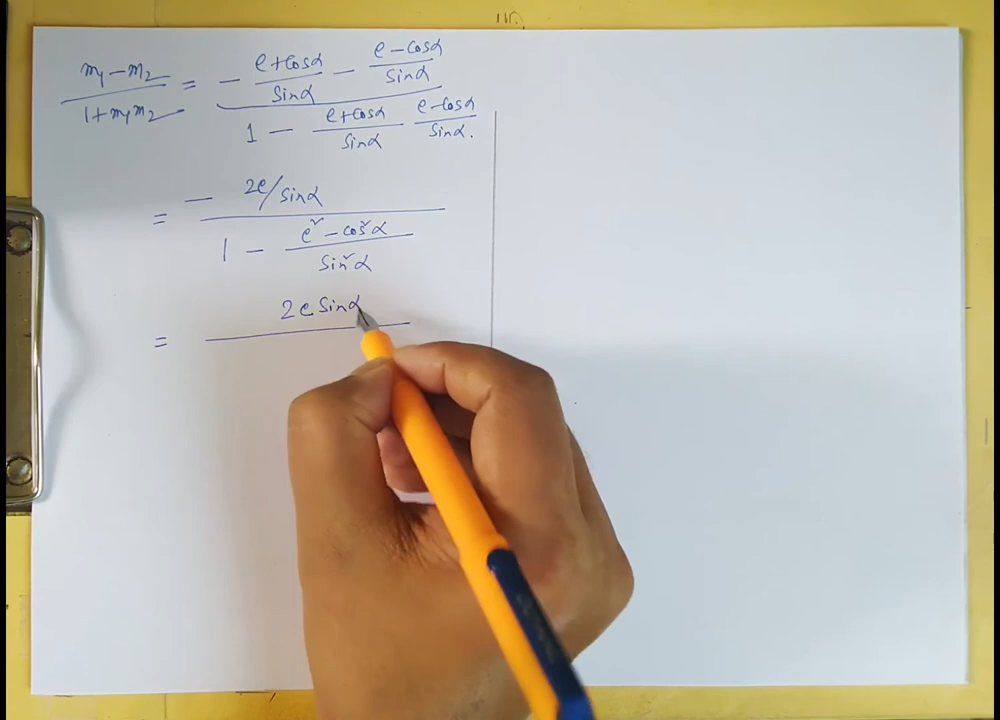 (m₁ − m₂)/(1 + m₁m₂) = (− (e + cosα)/sinα − (e − cosα)/sinα)/(1 − (e + cosα)/sinα (e − cosα)/sinα.)
= (− 2e/sinα)/(1 − (e² − cos²α)/sin²α)
= 2e sinα